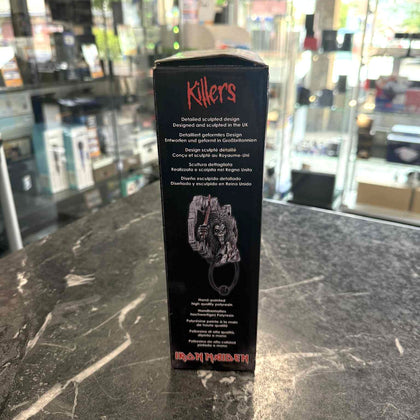 Killers
Detailed sculpted design
Designed and sculpted in the UK
Detailliert geformtes Design
Entworfen und geformt in Großbritannien
Design sculpté détaillé
Conçu et sculpté au Royaume-Uni
Scultura dettagliata
Realizzata e scolpita nel Regno Unito
Diseño esculpido detallado
Diseñado y esculpido en Reino Unido
Hand-painted
high quality polyresin
Handbemaltes
hochwertiges Polyresin
Polyrésine peinte à la main
de haute qualité
Poliresina di alta qualità,
dipinta a mano
Poliresina de alta calidad
pintada a mano
IRON MAIDEN